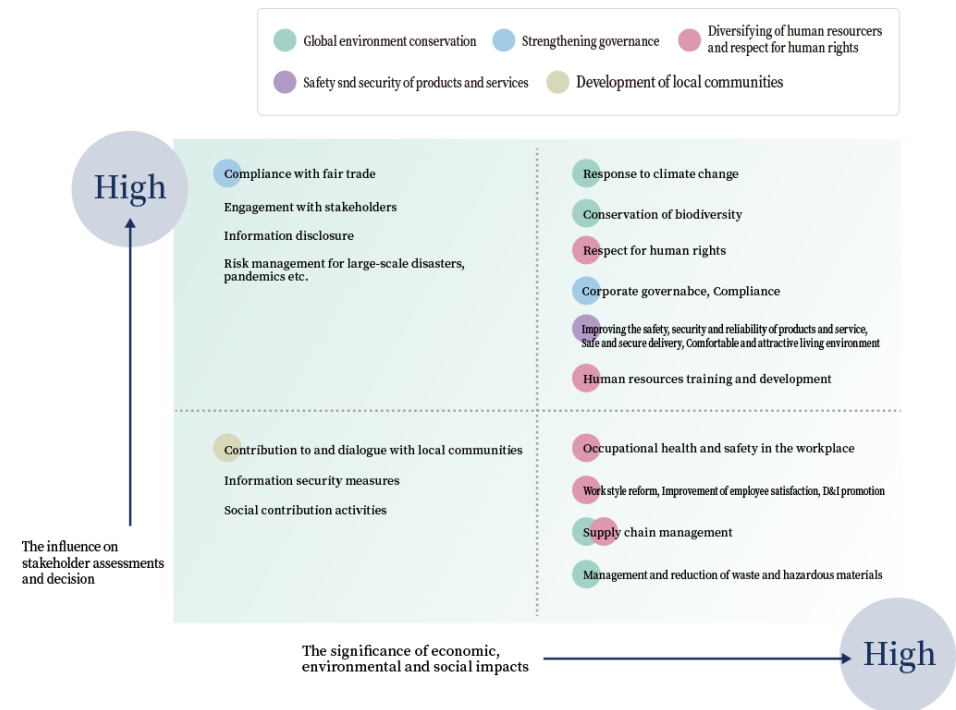 Global environment conservation
Strengthening governance
Diversifying of human resourcers
and respect for human rights
Safety snd security of products and services
Development of local communities
High
Compliance with fair trade
Engagement with stakeholders
Information disclosure
Risk management for large-scale disasters,
pandemics etc.
Response to climate change
Conservation of biodiversity
Respect for human rights
Corporate governabce, Compliance
Improving the safety, security and reliability of products and service,
Safe and secure delivery, Comfortable and attractive living environment
Human resources training and development
Contribution to and dialogue with local communities
Information security measures
Social contribution activities
Occupational health and safety in the workplace
Work style reform, Improvement of employee satisfaction, D&I promotion
Supply chain management
Management and reduction of waste and hazardous materials
The influence on
stakeholder assessments
and decision
The significance of economic,
environmental and social impacts
High